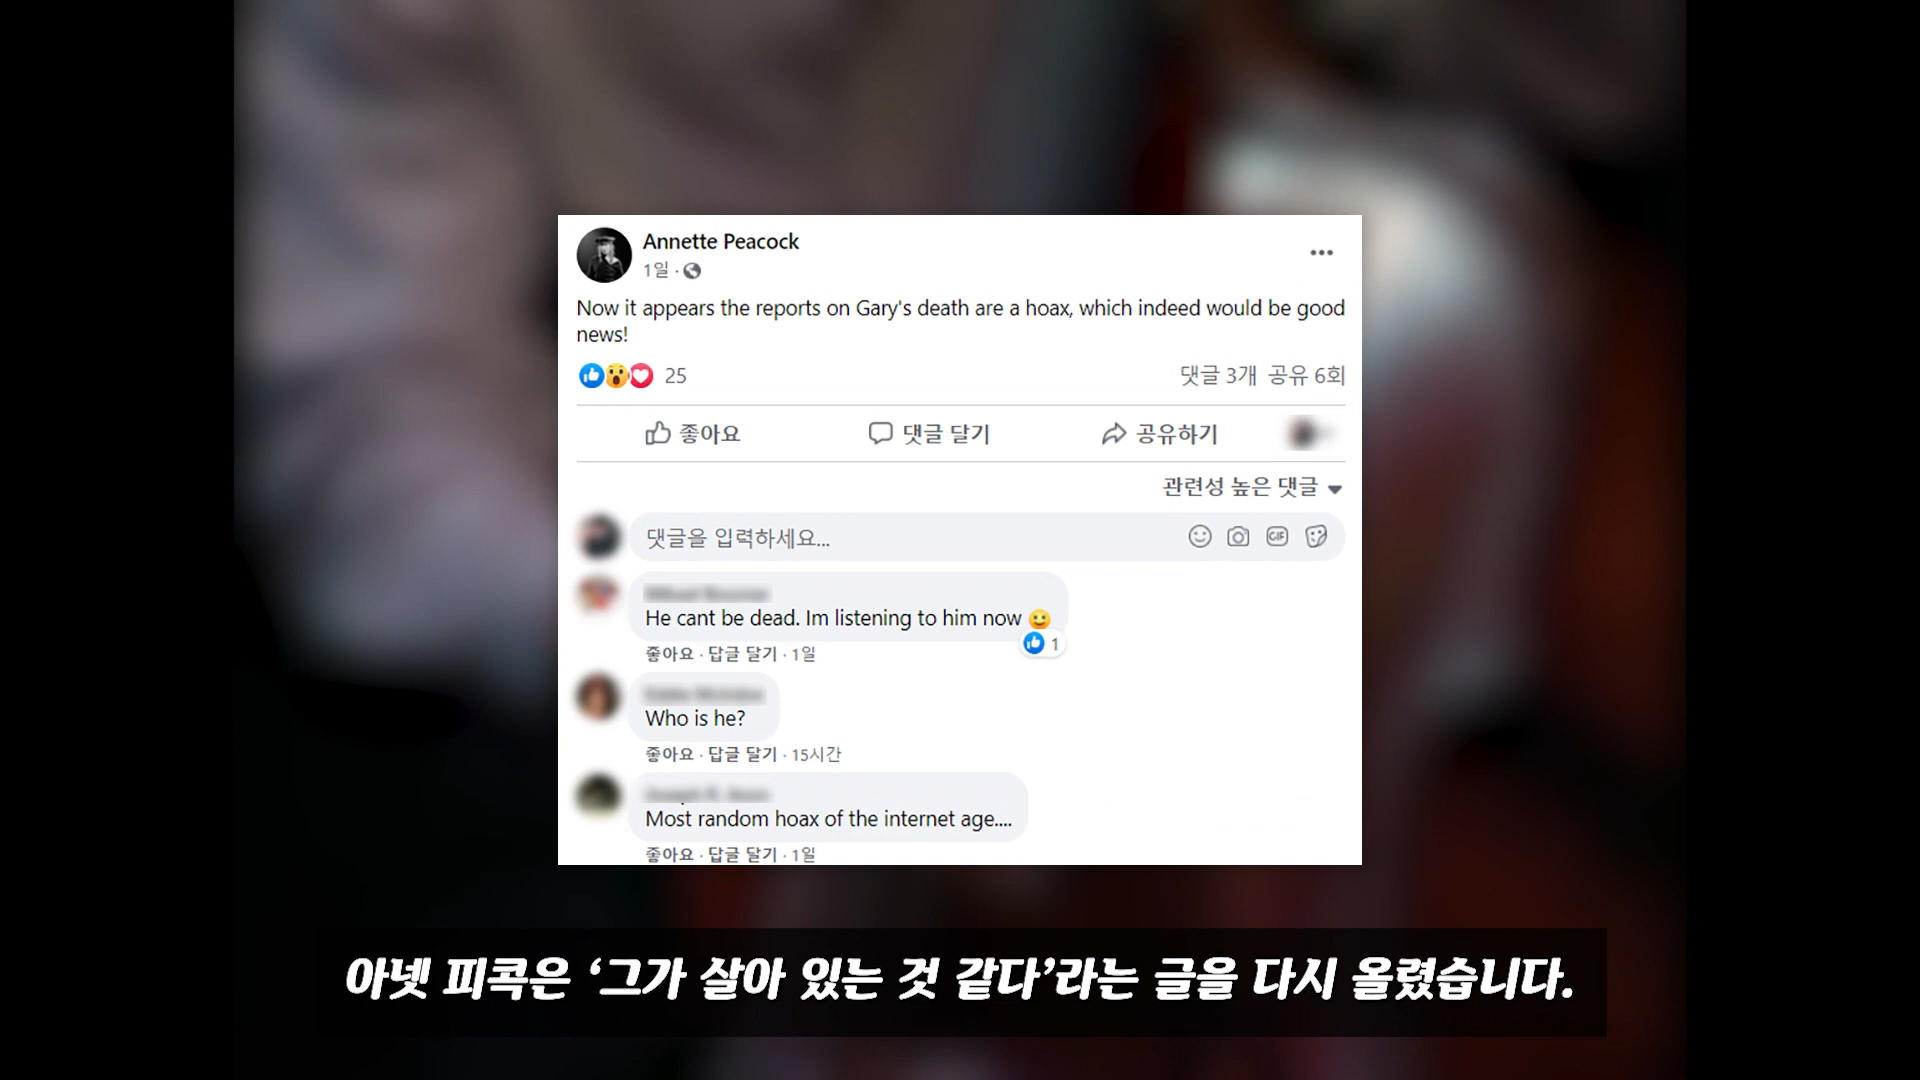 Annette Peacock
1일 ·
Now it appears the reports on Gary's death are a hoax, which indeed would be good
news!
25
댓글 3개 공유 6회
좋아요 댓글 달기 공유하기
관련성 높은 댓글
댓글을 입력하세요...
GIF
He cant be dead. Im listening to him now
1
좋아요 · 답글 달기 · 1일
Who is he?
좋아요 · 답글 달기 · 15시간
Most random hoax of the internet age....
좋아요 · 답글 달기 · 1일
아넷 피콕은 ‘그가 살아 있는 것 같다’라는 글을 다시 올렸습니다.